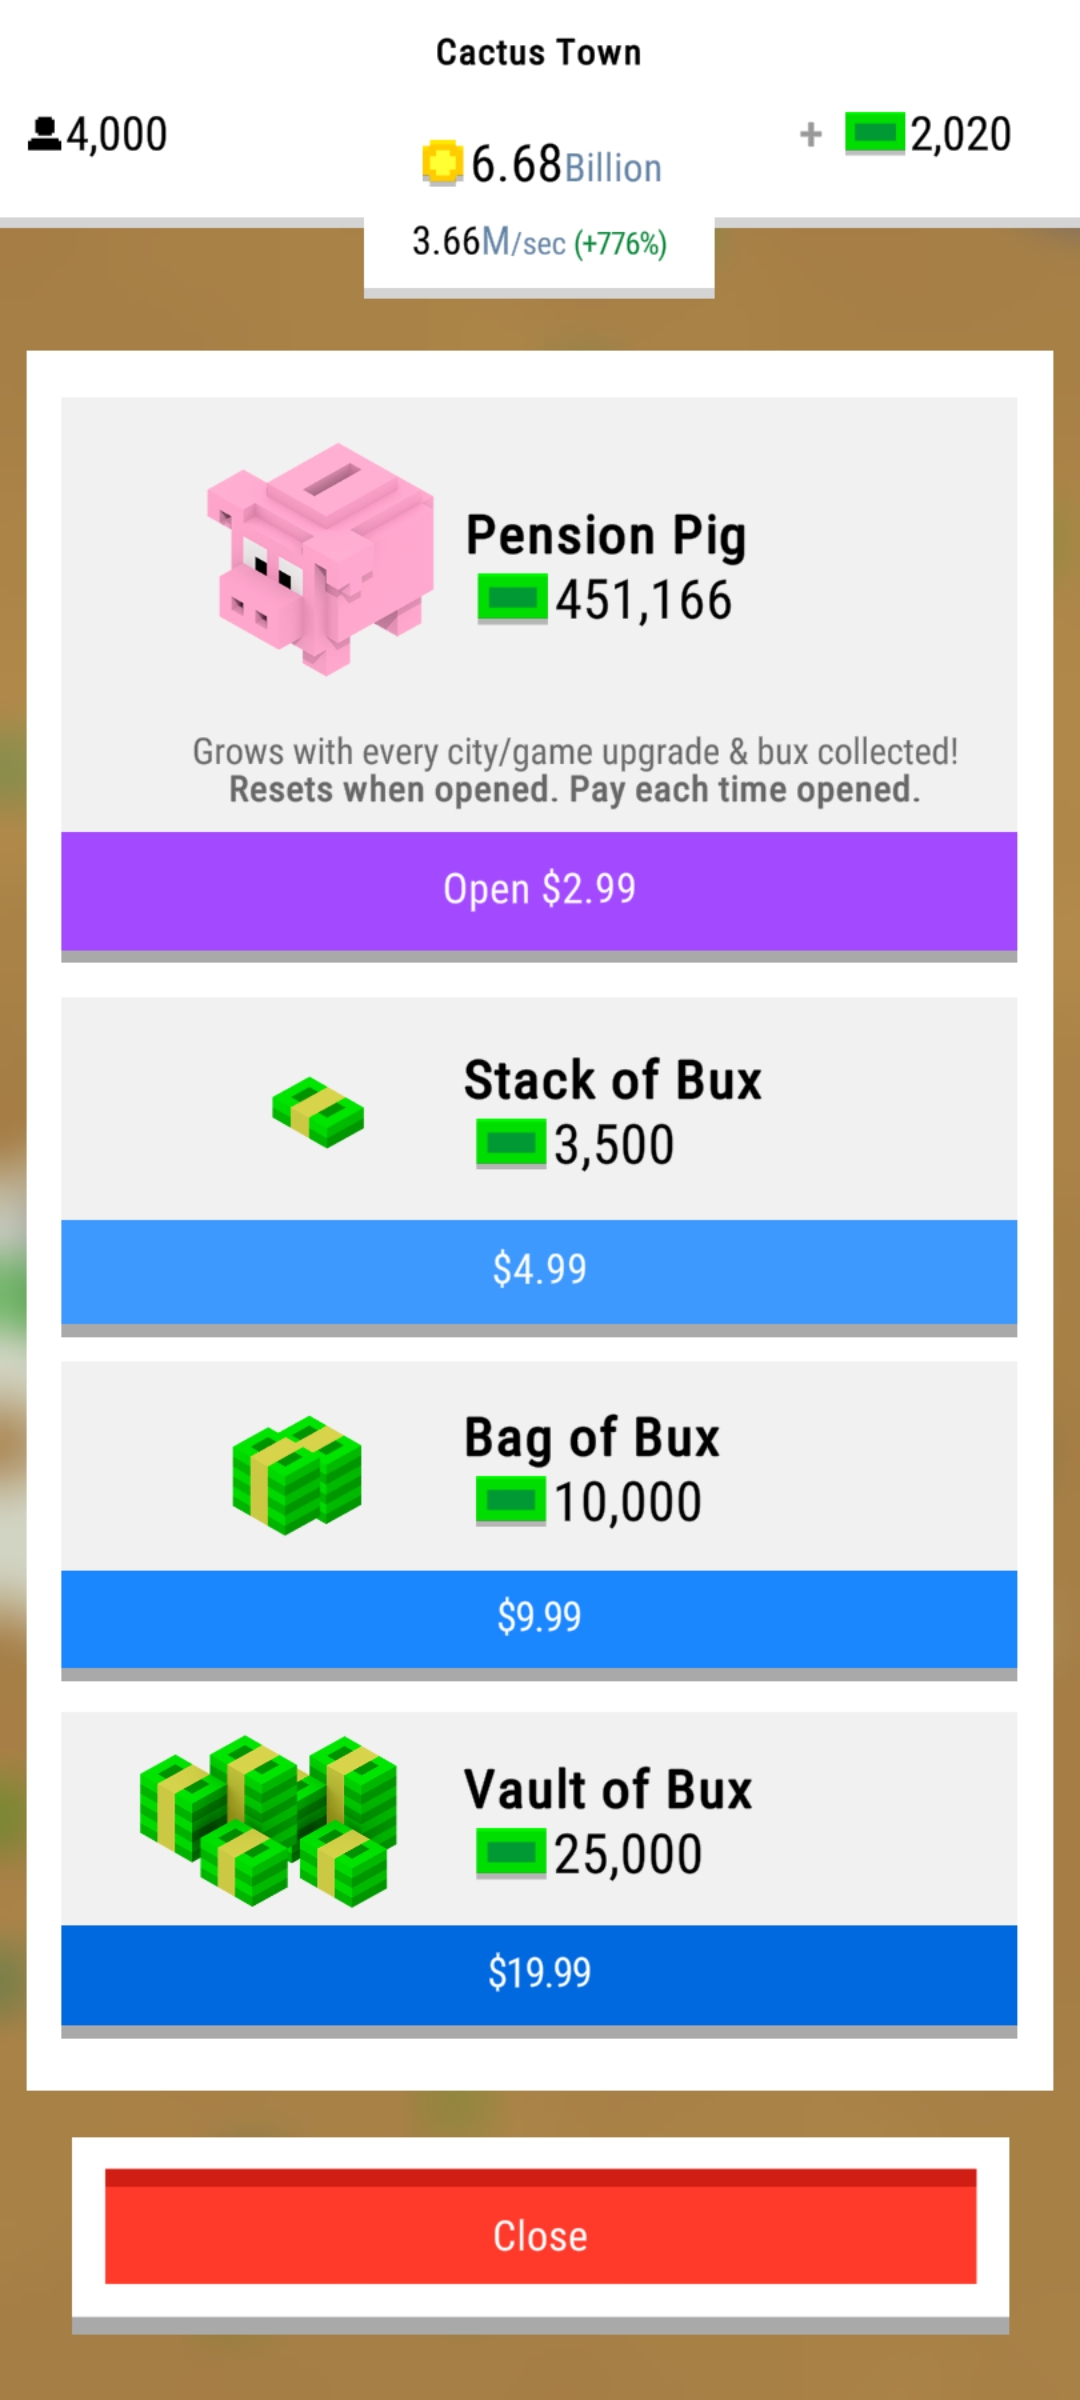 Cactus Town
4,000
6.68Billion
+ 2,020
3.66M/sec (+776%)
Pension Pig
451,166
Grows with every city/game upgrade & bux collected!
Resets when opened. Pay each time opened.
Open $2.99
Stack of Bux
3,500
$4.99
Bag of Bux
10,000
$9.99
Vault of Bux
25,000
$19.99
Close